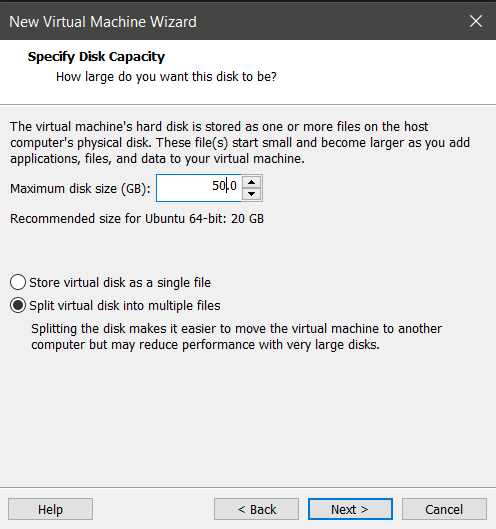 New Virtual Machine Wizard
Specify Disk Capacity
How large do you want this disk to be?
The virtual machine's hard disk is stored as one or more files on the host
computer's physical disk. These file(s) start small and become larger as you add
applications, files, and data to your virtual machine.
Maximum disk size (GB): 50.0
Recommended size for Ubuntu 64-bit: 20 GB
Store virtual disk as a single file
Split virtual disk into multiple files
Splitting the disk makes it easier to move the virtual machine to another
computer but may reduce performance with very large disks.
Help < Back Next > Cancel